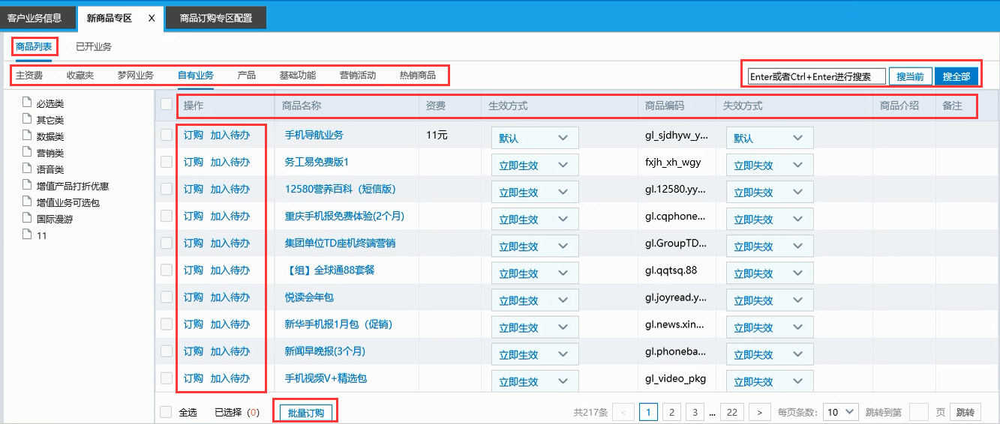 客户业务信息 新商品专区 X 商品订购专区配置
商品列表 已开业务
主资费 收藏夹 梦网业务 自有业务 产品 基础功能 营销活动 热销商品 Enter或者Ctrl+Enter进行搜索 搜当前 搜全部
必选类
其它类
数据类
营销类
语音类
增值产品打折优惠
增值业务可选包
国际漫游
11
操作 商品名称 资费 生效方式 商品编码 失效方式 商品介绍 备注
订购 加入待办 手机导航业务 11元 默认 gl_sjdhyw_y... 默认
订购 加入待办 务工易免费版1 立即生效 fxjh_xh_wgy 立即失效
订购 加入待办 12580营养百科（短信版） 立即生效 gl.12580.yy... 立即失效
订购 加入待办 重庆手机报免费体验(2个月) 立即生效 gl.cqphone... 立即失效
订购 加入待办 集团单位TD座机终端营销 立即生效 gl.GroupTD... 立即失效
订购 加入待办 【组】全球通88套餐 立即生效 gl.qqtsq.88 立即失效
订购 加入待办 悦读会年包 立即生效 gl.joyread.y... 立即失效
订购 加入待办 新华手机报1月包（促销） 立即生效 gl.news.xin... 立即失效
订购 加入待办 新闻早晚报(3个月) 立即生效 gl.phoneba... 立即失效
订购 加入待办 手机视频V+精选包 立即生效 gl_video_pkg 立即失效
全选 已选择（0） 批量订购 共217条 < 1 2 3 ... 22 > 每页条数: 10 跳转到第 页 跳转